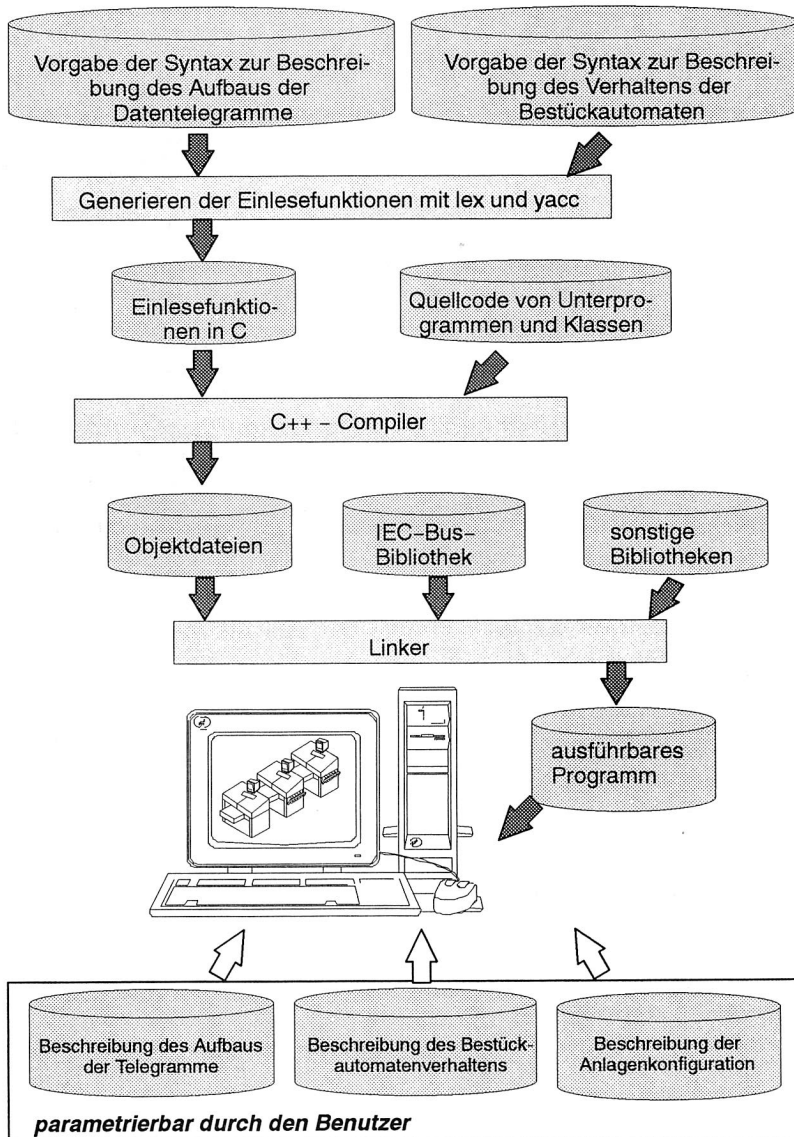 Vorgabe der Syntax zur Beschrei-
bung des Aufbaus der
Datentelegramme
Vorgabe der Syntax zur Beschrei-
bung des Verhaltens der
Bestückautomaten
Generieren der Einlesefunktionen mit lex und yacc
Einlesefunktio-
nen in C
Quellcode von Unterpro-
grammen und Klassen
C++ – Compiler
Objektdateien
IEC–Bus–
Bibliothek
sonstige
Bibliotheken
Linker
ausführbares
Programm
Beschreibung des Aufbaus
der Telegramme
Beschreibung des Bestück-
automatenverhaltens
Beschreibung der
Anlagenkonfiguration
parametrierbar durch den Benutzer